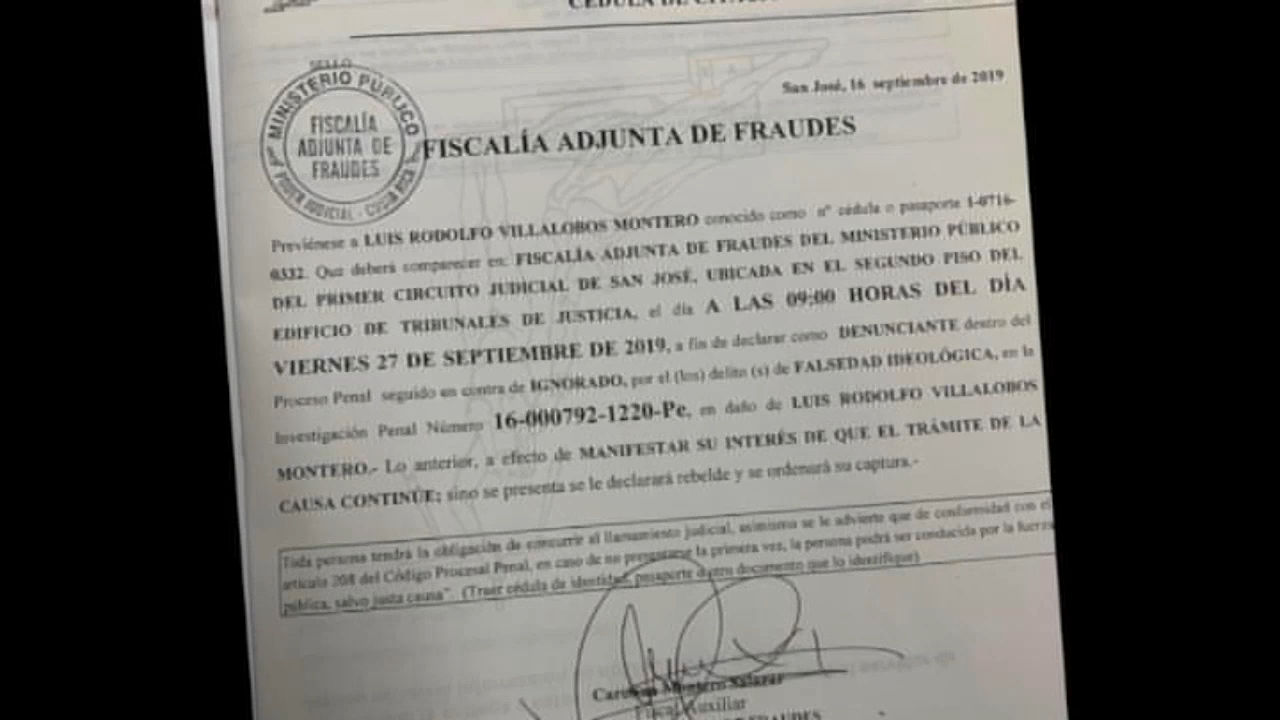 CÉDULA DE
San José, 16 septiembre de 2019
SELLO
MINISTERIO PÚBLICO
FISCALÍA
ADJUNTA DE
FRAUDES
PODER JUDICIAL - COSTA RICA
FISCALÍA ADJUNTA DE FRAUDES
Previénese a LUIS RODOLFO VILLALOBOS MONTERO conocido como nº cédula o pasaporte 1-0716-
0332. Que deberá comparecer en: FISCALÍA ADJUNTA DE FRAUDES DEL MINISTERIO PÚBLICO
DEL PRIMER CIRCUITO JUDICIAL DE SAN JOSÉ, UBICADA EN EL SEGUNDO PISO DEL
EDIFICIO DE TRIBUNALES DE JUSTICIA, el día A LAS 09:00 HORAS DEL DÍA
VIERNES 27 DE SEPTIEMBRE DE 2019, a fin de declarar como DENUNCIANTE dentro del
Proceso Penal seguido en contra de IGNORADO, por el (los) delito (s) de FALSEDAD IDEOLÓGICA, en la
Investigación Penal Número 16-000792-1220-Pe, en daño de LUIS RODOLFO VILLALOBOS
MONTERO.- Lo anterior, a efecto de MANIFESTAR SU INTERÉS DE QUE EL TRÁMITE DE LA
CAUSA CONTINÚE; sino se presenta se le declarará rebelde y se ordenará su captura.-
Toda persona tendrá la obligación de concurrir al llamamiento judicial, asimismo se le advierte que de conformidad con el
artículo 208 del Código Procesal Penal, en caso de no presentarse la primera vez, la persona podrá ser conducida por la fuerza
pública, salvo justa causa". (Traer cédula de identidad, pasaporte u otro documento que lo identifique)
Montero Salazar
Fiscal Auxiliar
FRAUDES